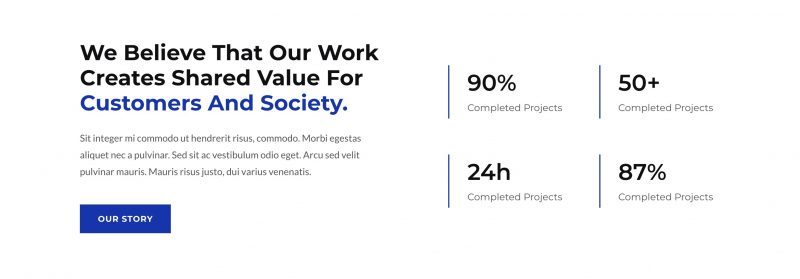 We Believe That Our Work
Creates Shared Value For
Customers And Society.
Sit integer mi commodo ut hendrerit risus, commodo. Morbi egestas
aliquet nec a pulvinar. Sed sit ac vestibulum odio eget. Arcu sed velit
pulvinar mauris. Mauris risus justo, dui varius venenatis.
OUR STORY
90%
Completed Projects
50+
Completed Projects
24h
Completed Projects
87%
Completed Projects